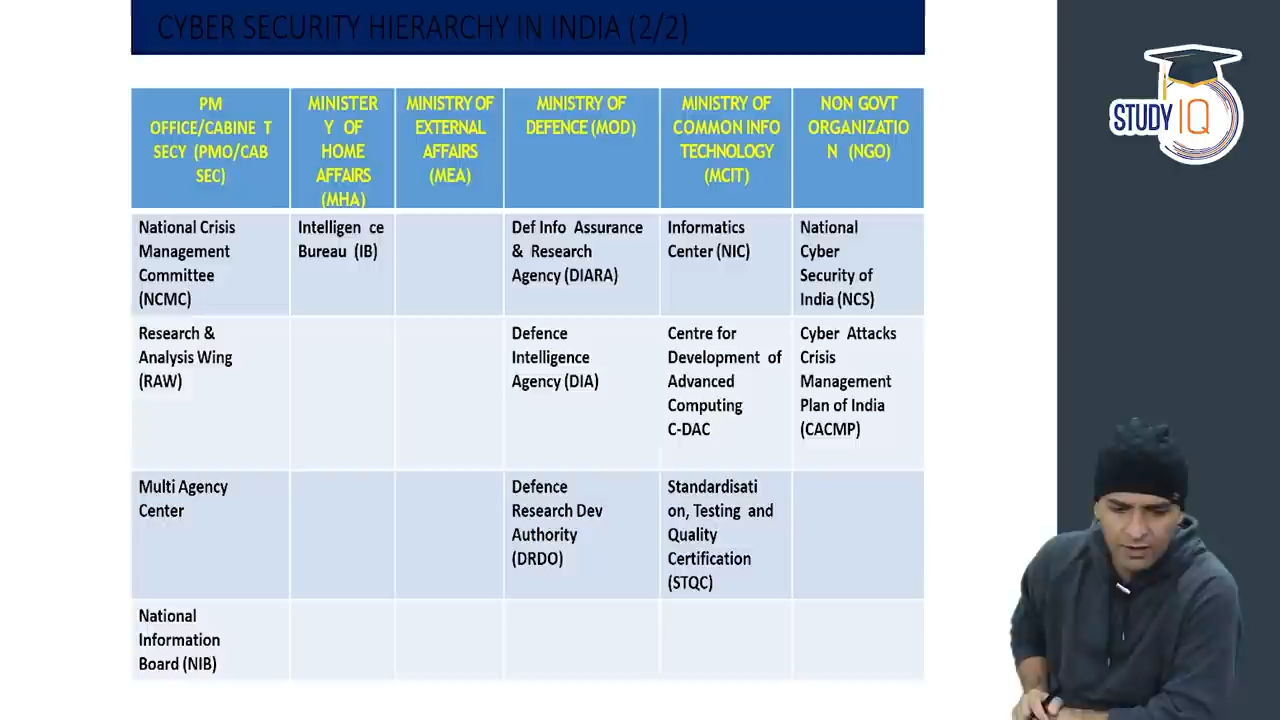 CYBER SECURITY HIERARCHY IN INDIA (2/2)
PM
OFFICE/CABINE T
SECY (PMO/CAB
SEC)
MINISTER
Y OF
HOME
AFFAIRS
(MHA)
MINISTRY OF
EXTERNAL
AFFAIRS
(MEA)
MINISTRY OF
DEFENCE (MOD)
MINISTRY OF
COMMON INFO
TECHNOLOGY
(MCIT)
NON GOVT
ORGANIZATIO
N (NGO)
National Crisis
Management
Committee
(NCMC)
Intelligen ce
Bureau (IB)
Def Info Assurance
& Research
Agency (DIARA)
Informatics
Center (NIC)
National
Cyber
Security of
India (NCS)
Research &
Analysis Wing
(RAW)
Defence
Intelligence
Agency (DIA)
Centre for
Development of
Advanced
Computing
C-DAC
Cyber Attacks
Crisis
Management
Plan of India
(CACMP)
Multi Agency
Center
Defence
Research Dev
Authority
(DRDO)
Standardisati
on, Testing and
Quality
Certification
(STQC)
National
Information
Board (NIB)
STUDY IQ